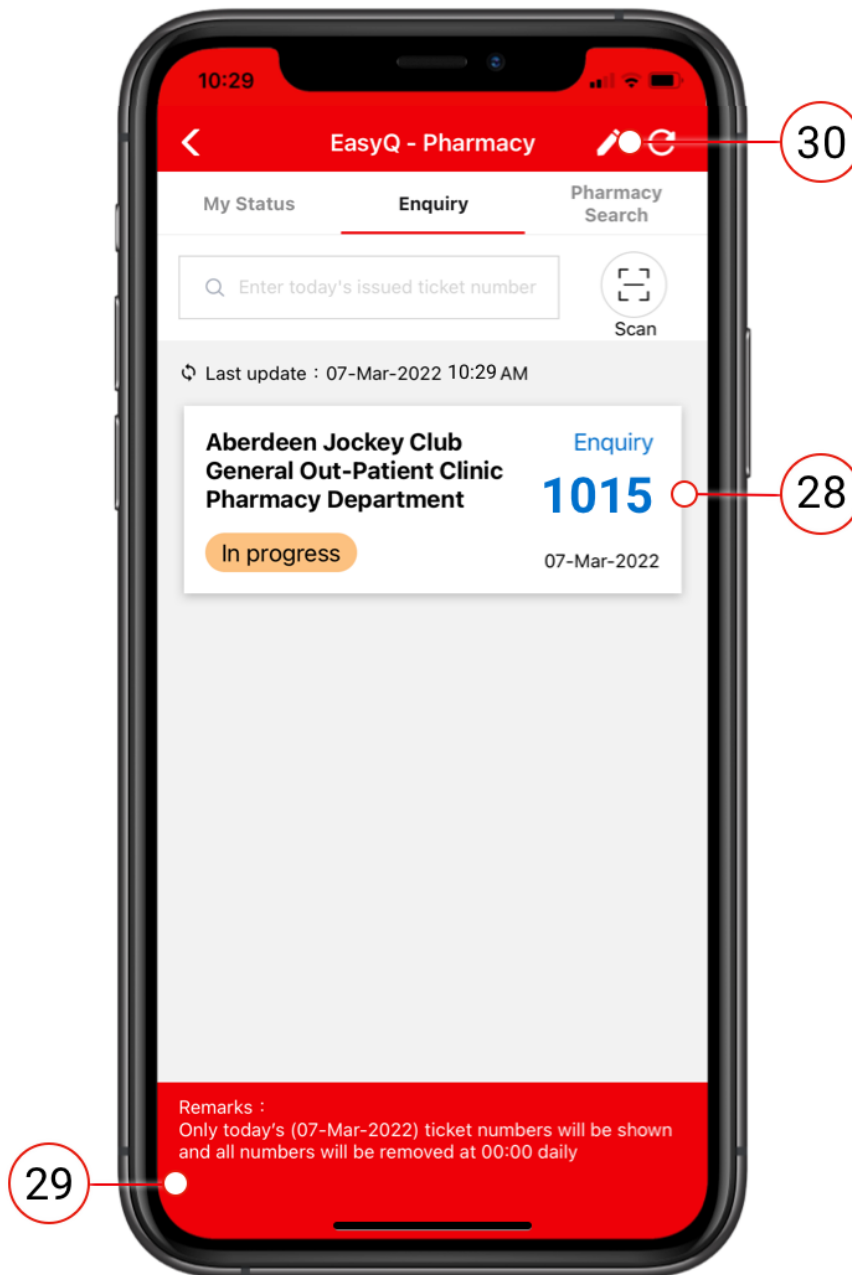 10:29
EasyQ - Pharmacy
30
My Status
Enquiry
Pharmacy
Search
Enter today's issued ticket number
Scan
Last update : 07-Mar-2022 10:29 AM
Aberdeen Jockey Club
General Out-Patient Clinic
Pharmacy Department
Enquiry
1015
28
In progress
07-Mar-2022
Remarks :
Only today's (07-Mar-2022) ticket numbers will be shown
and all numbers will be removed at 00:00 daily
29